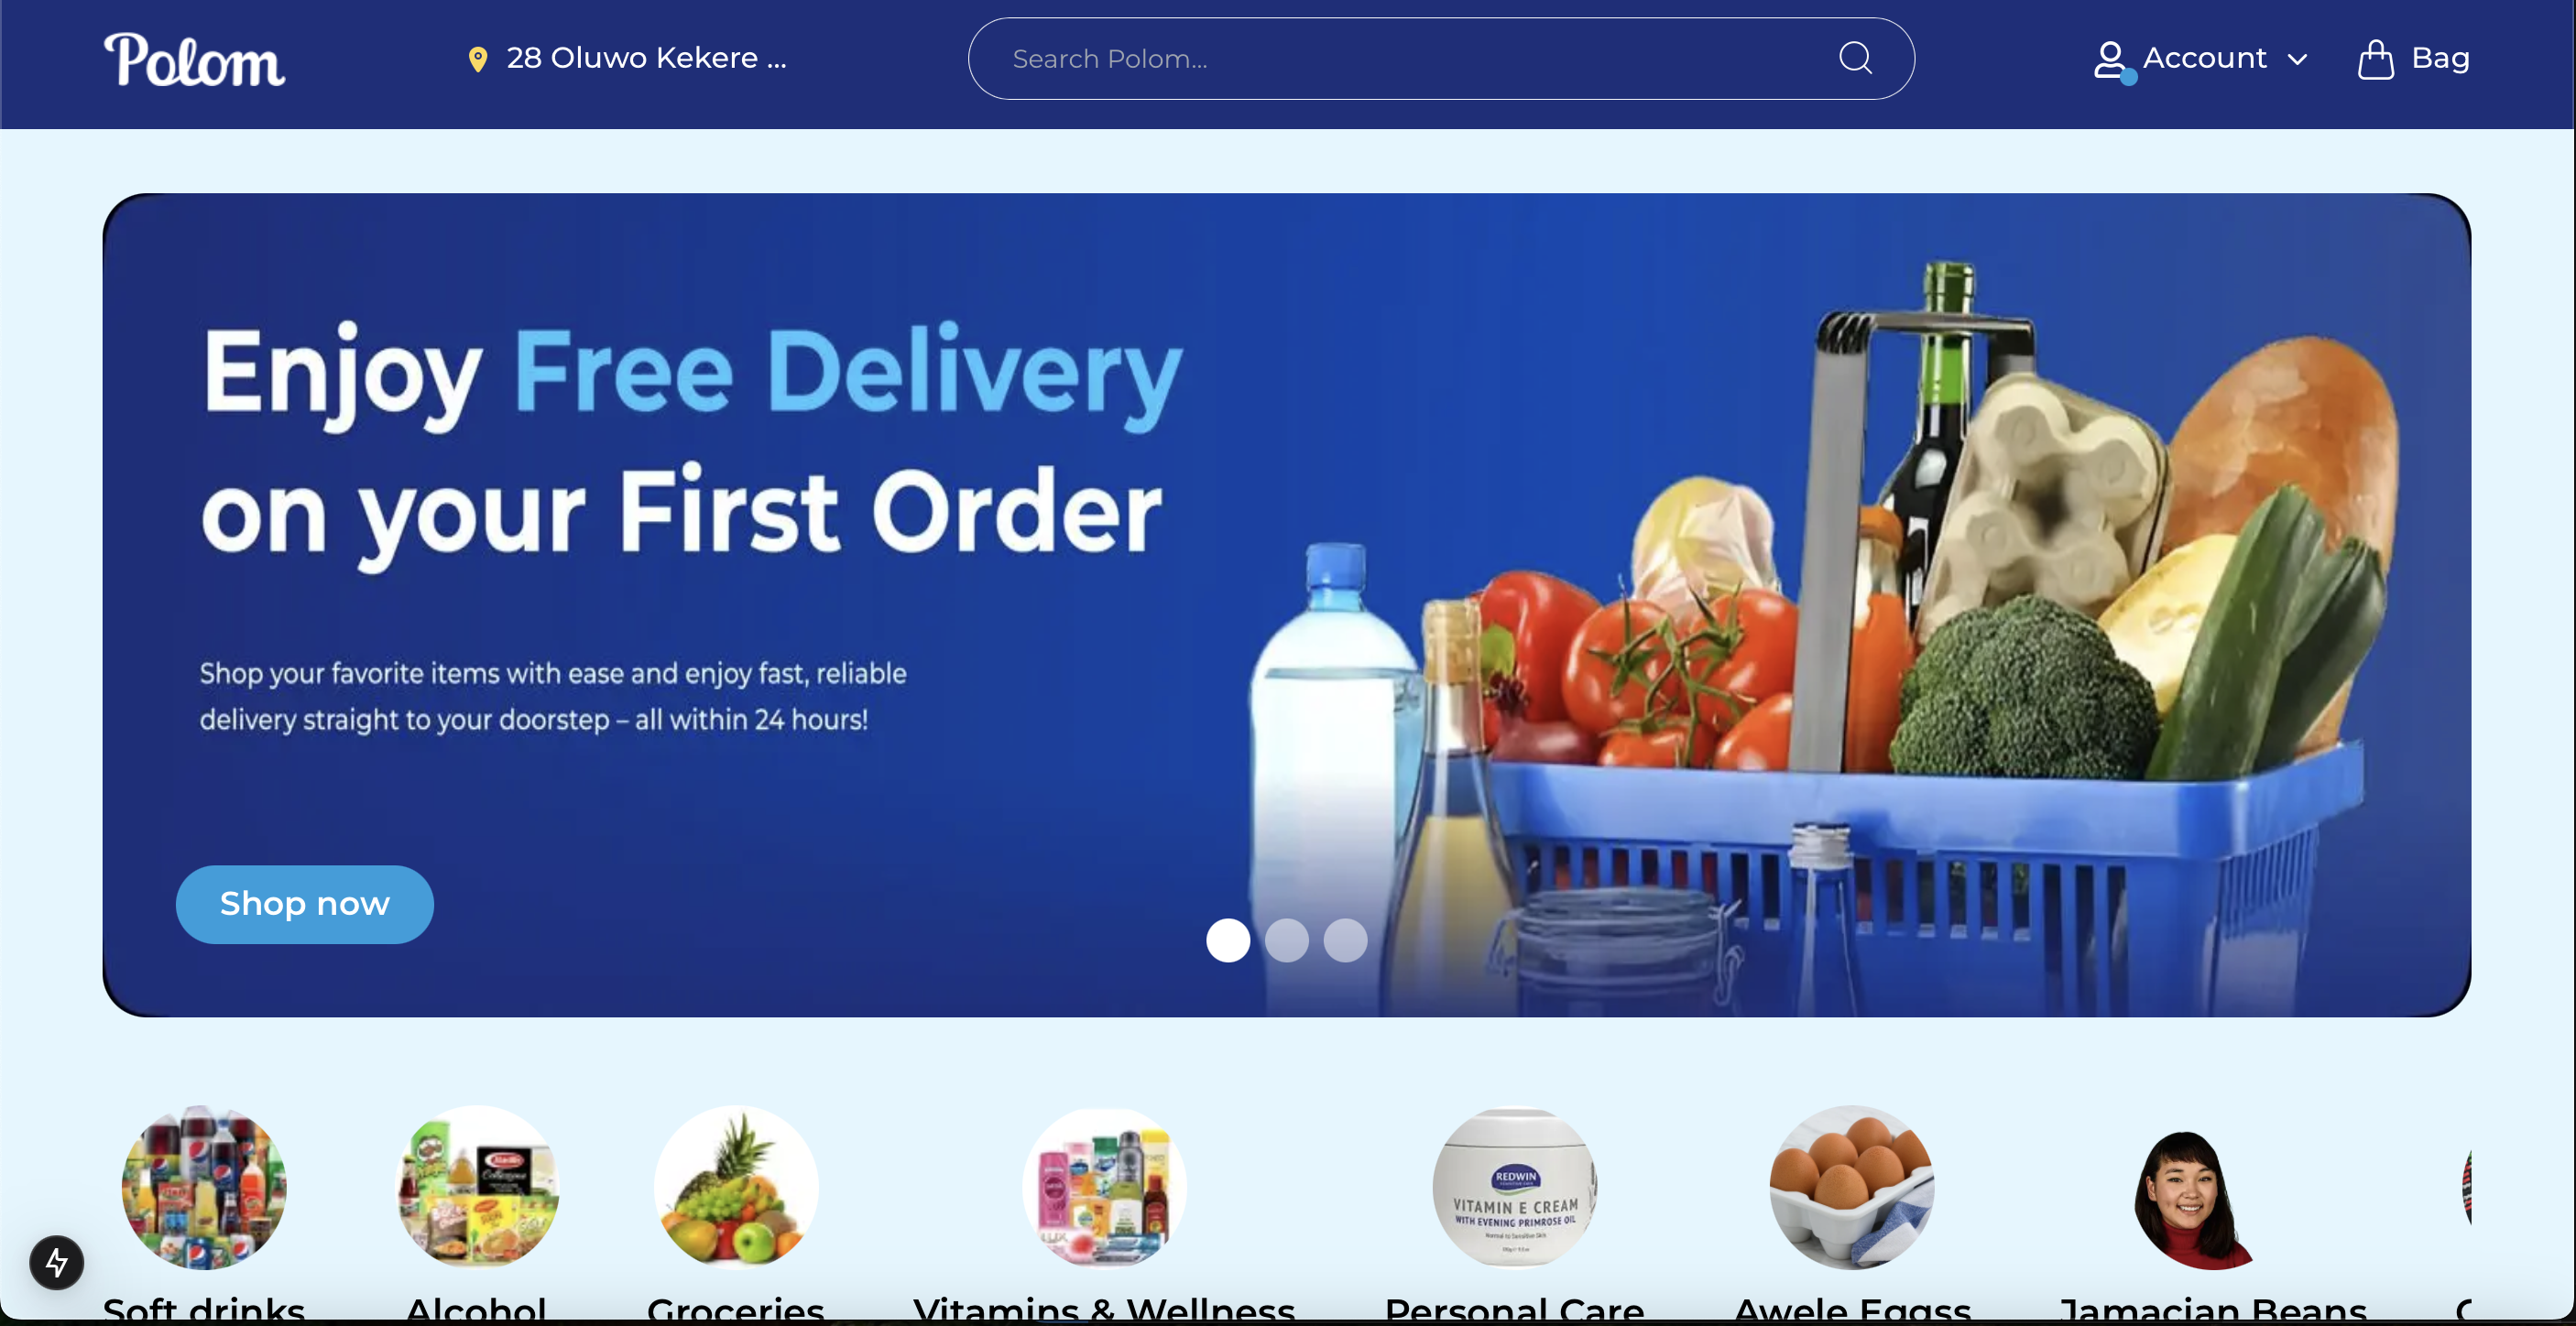 Polom
28 Oluwo Kekere ...
Search Polom...
Account
Bag
Enjoy Free Delivery
on your First Order
Shop your favorite items with ease and enjoy fast, reliable
delivery straight to your doorstep – all within 24 hours!
Shop now
REDWIN
VITAMIN E CREAM
WITH EVENING PRIMROSE OIL
Soft drinks
Alcohol
Groceries
Vitamins & Wellness
Personal Care
Awele Eggss
Jamacian Beans